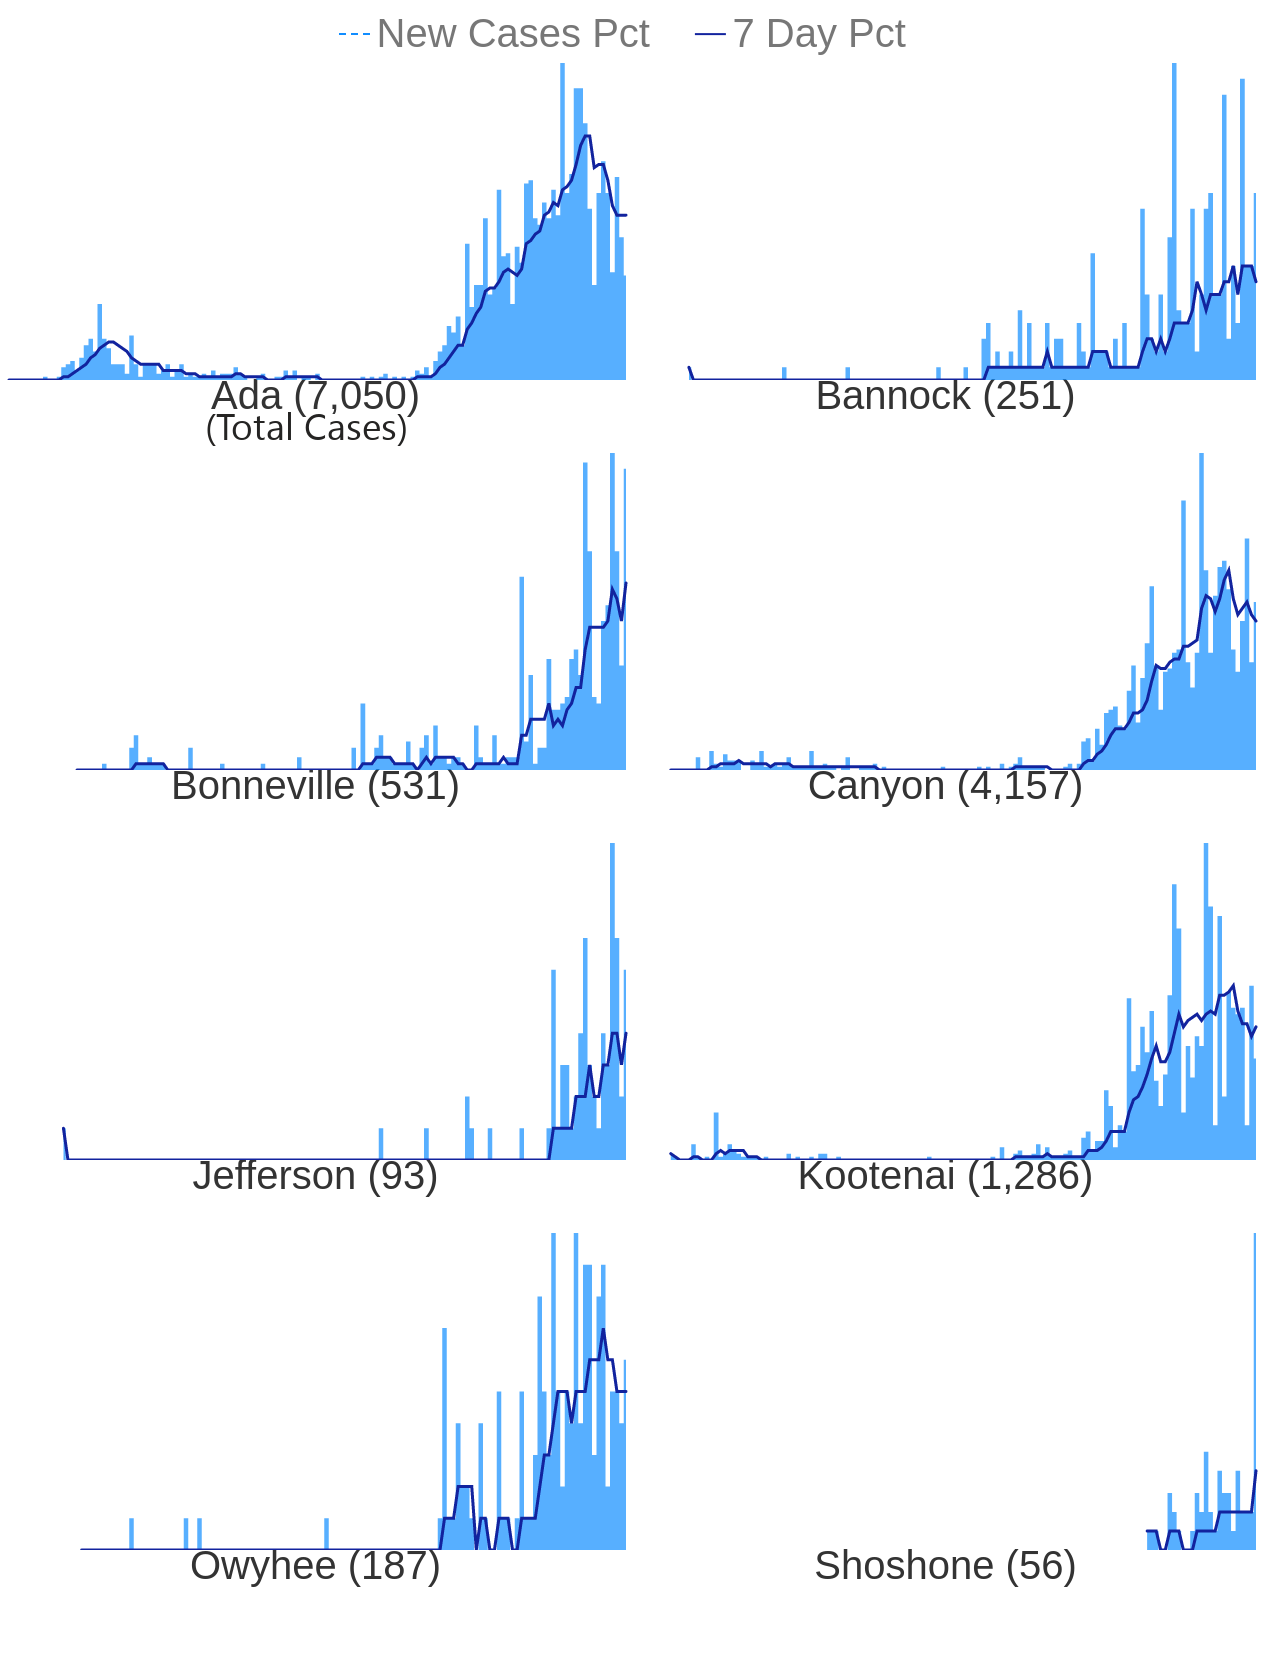 New Cases Pct 7 Day Pct
Ada (7,050) Bannock (251)
(Total Cases)
Bonneville (531) Canyon (4,157)
Jefferson (93) Kootenai (1,286)
Owyhee (187) Shoshone (56)